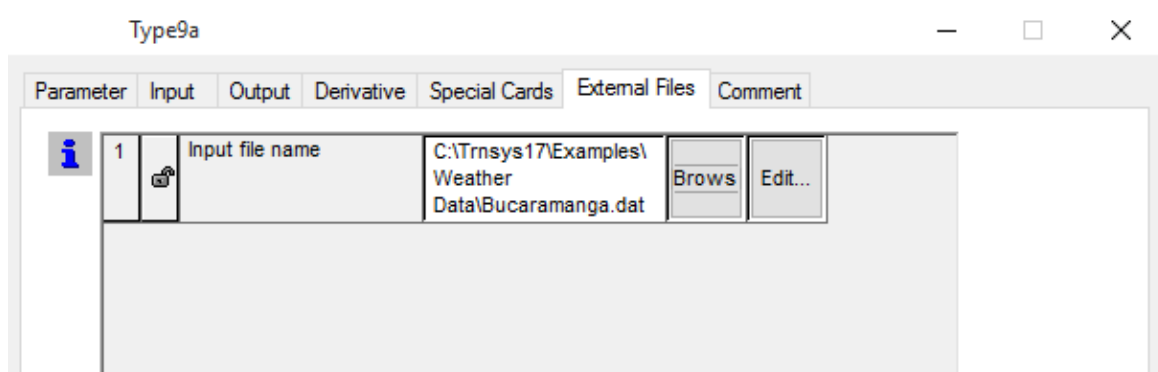 Type9a
Parameter Input Output Derivative Special Cards External Files Comment
1 Input file name C:\Trnsys17\Examples\
Weather
Data\Bucaramanga.dat
Brows Edit...